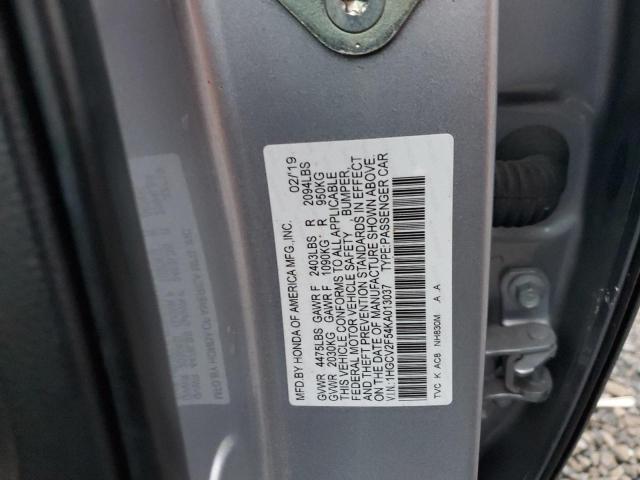 MFD.BY HONDA OF AMERICA MFG.,INC. 02/'19
GVWR 4475LBS GAWR F 2403LBS R 2094LBS
GVWR 2030KG GAWR F 1090KG R 950KG
THIS VEHICLE CONFORMS TO ALL APPLICABLE
FEDERAL MOTOR VEHICLE SAFETY, BUMPER,
AND THEFT PREVENTION STANDARDS IN EFFECT
ON THE DATE OF MANUFACTURE SHOWN ABOVE.
V.I.N.:1HGCV2F54KA013037 TYPE:PASSENGER CAR
TVC K AC8 NH830M A A